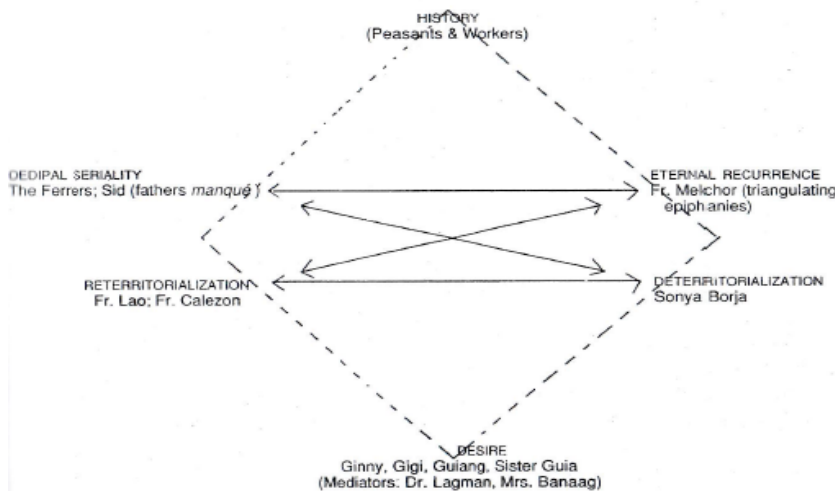 HISTORY
(Peasants & Workers)
OEDIPAL SERIALITY
The Ferrers; Sid (fathers manqué)
ETERNAL RECURRENCE
Fr. Melchor (triangulating
epiphanies)
RETERRITORIALIZATION
Fr. Lao; Fr. Calezon
DETERRITORIALIZATION
Sonya Borja
DESIRE
Ginny, Gigi, Guiang, Sister Guia
(Mediators: Dr. Lagman, Mrs. Banaag)